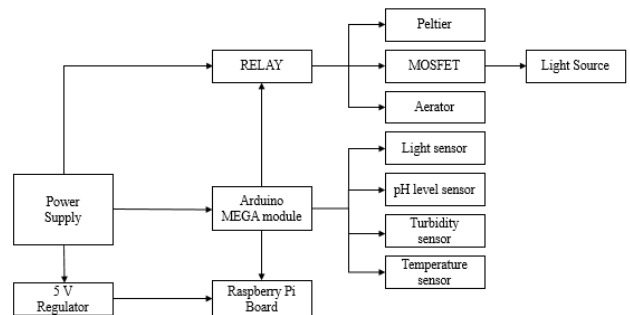 Peltier
RELAY
MOSFET
Light Source
Aerator
Light sensor
Power
Supply
Arduino
MEGA module
pH level sensor
Turbidity
sensor
Temperature
sensor
5 V
Regulator
Raspberry Pi
Board